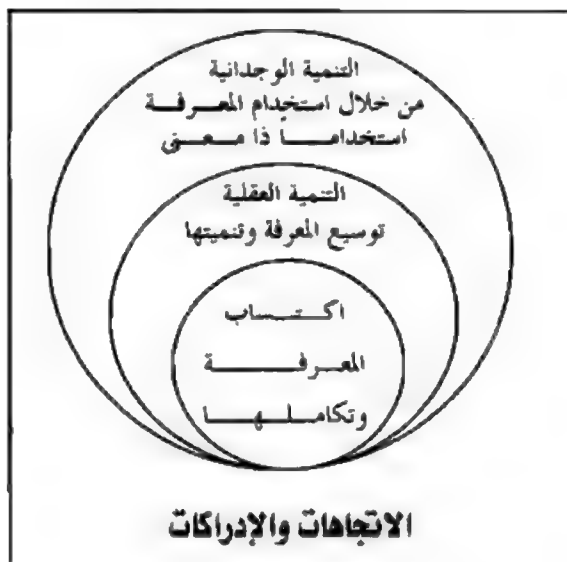 التنمية الوجدانية
من خلال استخدام المعرفة
استخداما ذا معنى
التنمية العقلية
توسيع المعرفة وتنميتها
اكتساب
المعرفة
وتكاملها
الاتجاهات والإدراكات